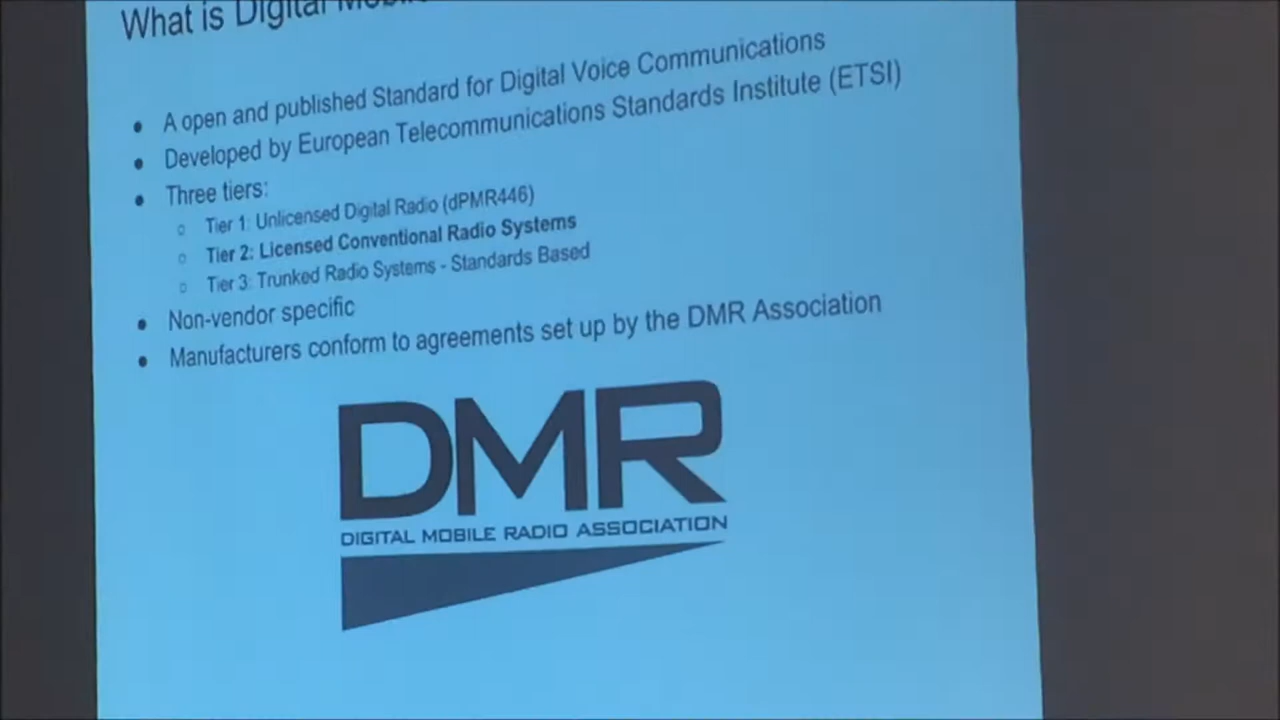 What is Digital Mobile
● A open and published Standard for Digital Voice Communications
● Developed by European Telecommunications Standards Institute (ETSI)
● Three tiers:
○ Tier 1: Unlicensed Digital Radio (dPMR446)
○ Tier 2: Licensed Conventional Radio Systems
○ Tier 3: Trunked Radio Systems - Standards Based
● Non-vendor specific
● Manufacturers conform to agreements set up by the DMR Association
DMR
DIGITAL MOBILE RADIO ASSOCIATION